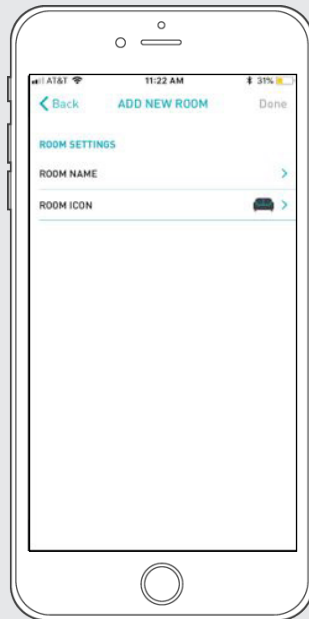 AT&T 11:22 AM 31%
Back ADD NEW ROOM Done
ROOM SETTINGS
ROOM NAME
ROOM ICON